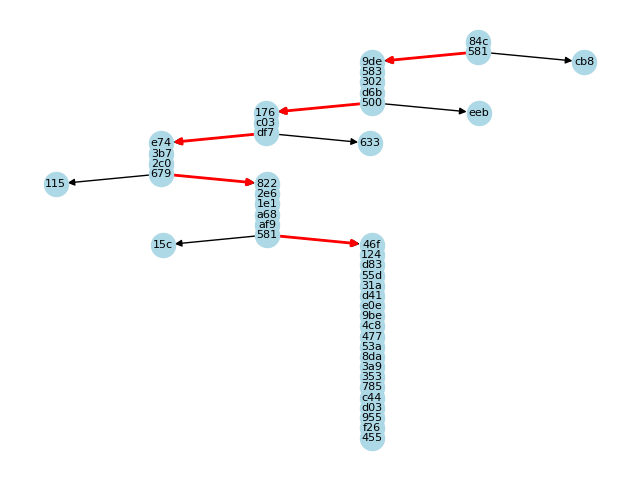 84c
581
cb8
9de
583
302
d6b
500
eeb
176
c03
df7
633
e74
3b7
2c0
679
115
822
2e6
1e1
a68
af9
581
15c
46f
124
d83
55d
31a
d41
e0e
9be
4c8
477
53a
8da
3a9
353
785
c44
d03
955
f26
455